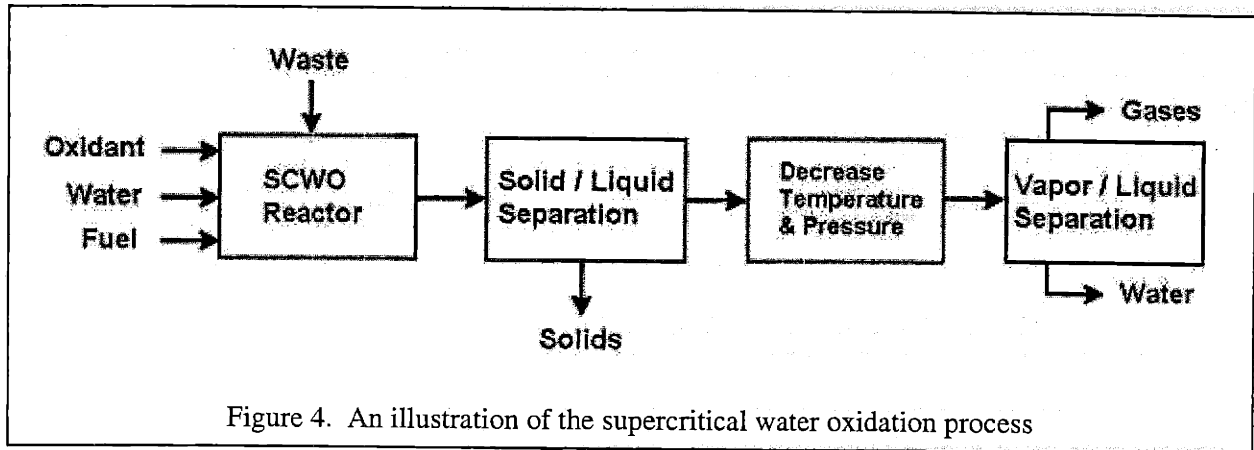 Waste
Oxidant
Water
Fuel
SCWO
Reactor
Solid / Liquid
Separation
Solids
Decrease
Temperature
& Pressure
Vapor / Liquid
Separation
Gases
Water
Figure 4. An illustration of the supercritical water oxidation process